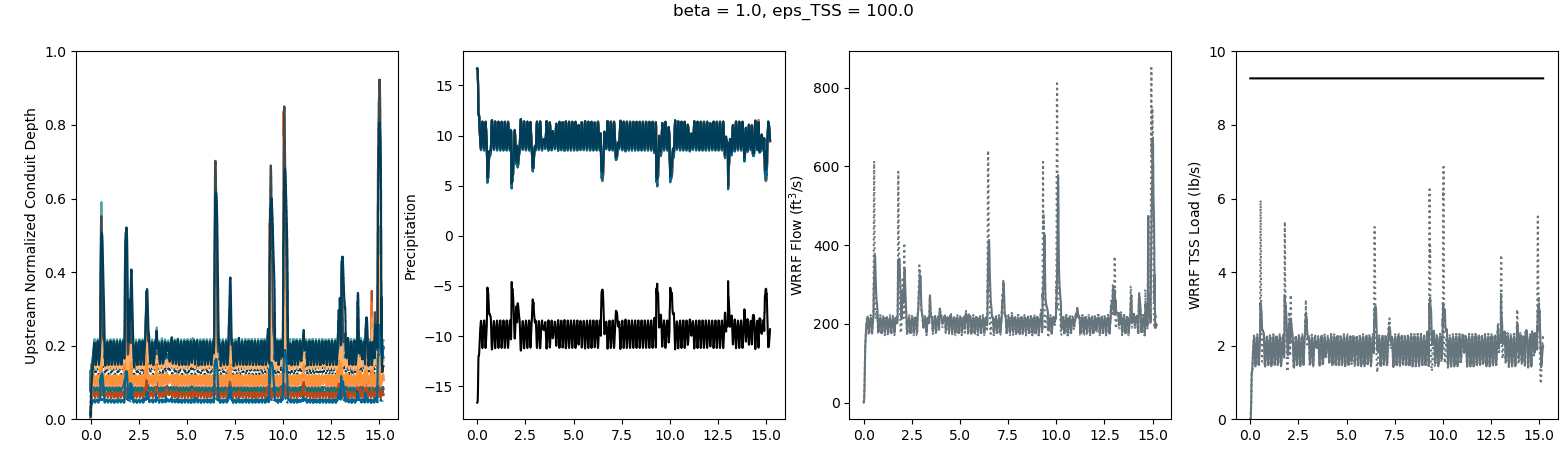 beta = 1.0, eps_TSS = 100.0
Upstream Normalized Conduit Depth
1.0
0.8
0.6
0.4
0.2
0.0
0.0 2.5 5.0 7.5 10.0 12.5 15.0
Precipitation
15
10
5
0
−5
−10
−15
0.0 2.5 5.0 7.5 10.0 12.5 15.0
WRRF Flow (ft³/s)
800
600
400
200
0
0.0 2.5 5.0 7.5 10.0 12.5 15.0
WRRF TSS Load (lb/s)
10
8
6
4
2
0
0.0 2.5 5.0 7.5 10.0 12.5 15.0